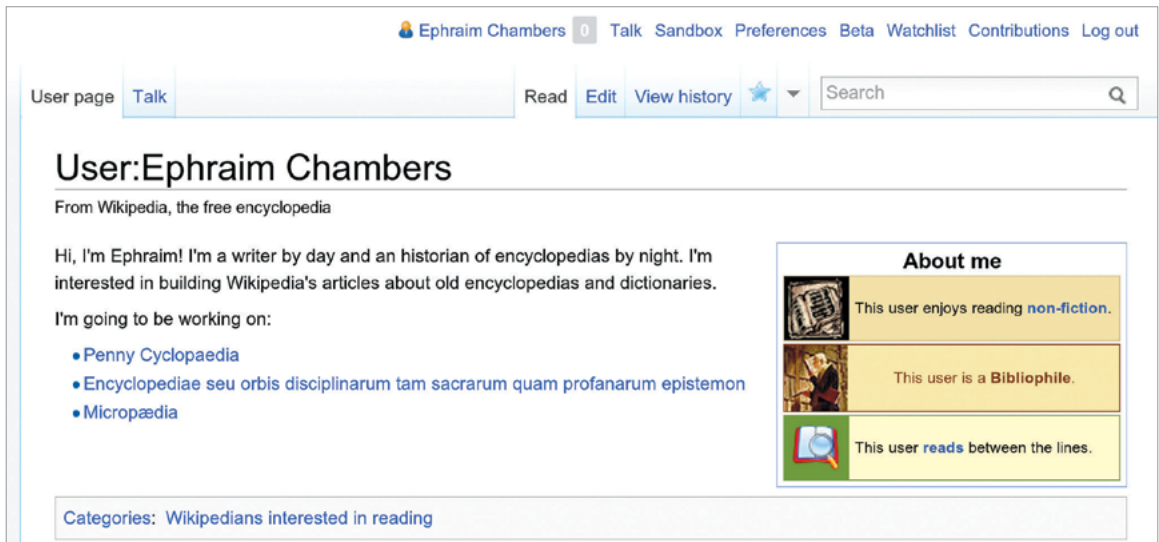 Ephraim Chambers 0 Talk Sandbox Preferences Beta Watchlist Contributions Log out
User page Talk Read Edit View history Search
User:Ephraim Chambers
From Wikipedia, the free encyclopedia
Hi, I'm Ephraim! I'm a writer by day and an historian of encyclopedias by night. I'm
interested in building Wikipedia's articles about old encyclopedias and dictionaries.
I'm going to be working on:
• Penny Cyclopaedia
• Encyclopediae seu orbis disciplinarum tam sacrarum quam profanarum epistemon
• Micropædia
About me
This user enjoys reading non-fiction.
This user is a Bibliophile.
This user reads between the lines.
Categories: Wikipedians interested in reading